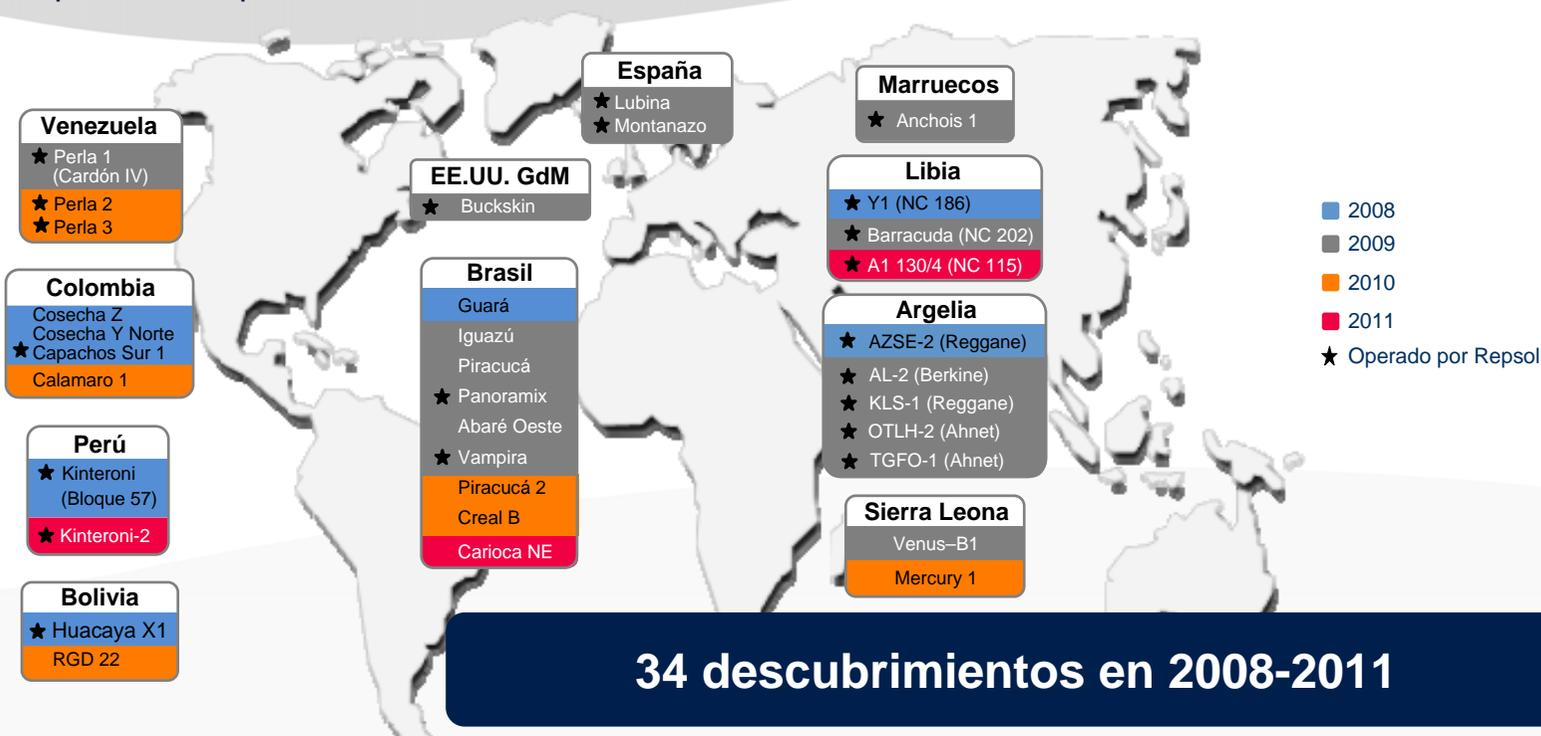 España
Lubina
Montanazo
Marruecos
Anchois 1
Venezuela
Perla 1
(Cardón IV)
Perla 2
Perla 3
EE.UU. GdM
Buckskin
Libia
Y1 (NC 186)
Barracuda (NC 202)
A1 130/4 (NC 115)
2008
2009
2010
2011
Operado por Repsol
Colombia
Cosecha Z
Cosecha Y Norte
Capachos Sur 1
Calamaro 1
Brasil
Guará
Iguazú
Piracucá
Panoramix
Abaré Oeste
Vampira
Piracucá 2
Creal B
Carioca NE
Argelia
AZSE-2 (Reggane)
AL-2 (Berkine)
KLS-1 (Reggane)
OTLH-2 (Ahnet)
TGFO-1 (Ahnet)
Perú
Kinteroni
(Bloque 57)
Kinteroni-2
Sierra Leona
Venus–B1
Mercury 1
Bolivia
Huacaya X1
RGD 22
34 descubrimientos en 2008-2011